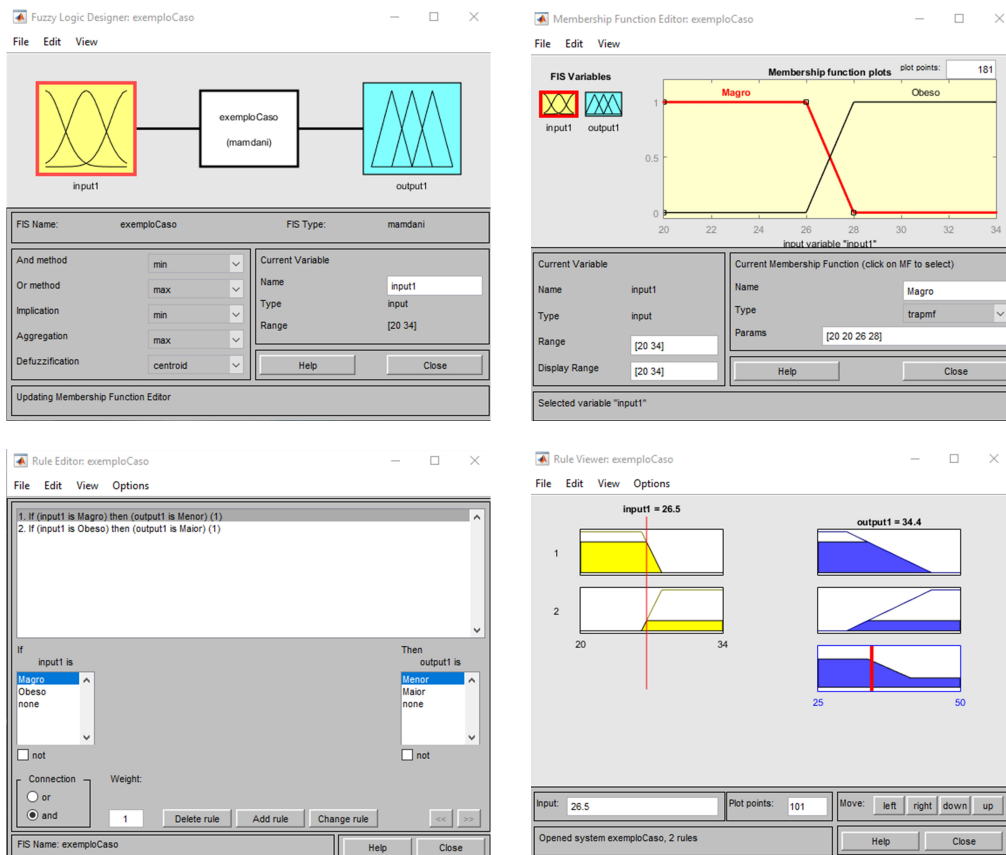 Fuzzy Logic Designer: exemploCaso
File Edit View
exemploCaso
(mamdani)
input1
output1
FIS Name: exemploCaso FIS Type: mamdani
And method min
Or method max
Implication min
Aggregation max
Defuzzification centroid
Current Variable
Name input1
Type input
Range [20 34]
Help Close
Updating Membership Function Editor
Membership Function Editor: exemploCaso
File Edit View
FIS Variables
input1 output1
Membership function plots plot points: 181
Magro Obeso
1
0.5
0
20 22 24 26 28 30 32 34
input variable "input1"
Current Variable
Name input1
Type input
Range [20 34]
Display Range [20 34]
Current Membership Function (click on MF to select)
Name Magro
Type trapmf
Params [20 20 26 28]
Help Close
Selected variable "input1"
Rule Editor: exemploCaso
File Edit View Options
1. If (input1 is Magro) then (output1 is Menor) (1)
2. If (input1 is Obeso) then (output1 is Maior) (1)
If
input1 is
Magro
Obeso
none
not
Then
output1 is
Menor
Maior
none
not
Connection
or
and
Weight:
1 Delete rule Add rule Change rule << >>
FIS Name: exemploCaso Help Close
Rule Viewer: exemploCaso
File Edit View Options
input1 = 26.5
output1 = 34.4
1
2
20 34
25 50
Input: 26.5 Plot points: 101 Move: left right down up
Opened system exemploCaso, 2 rules Help Close